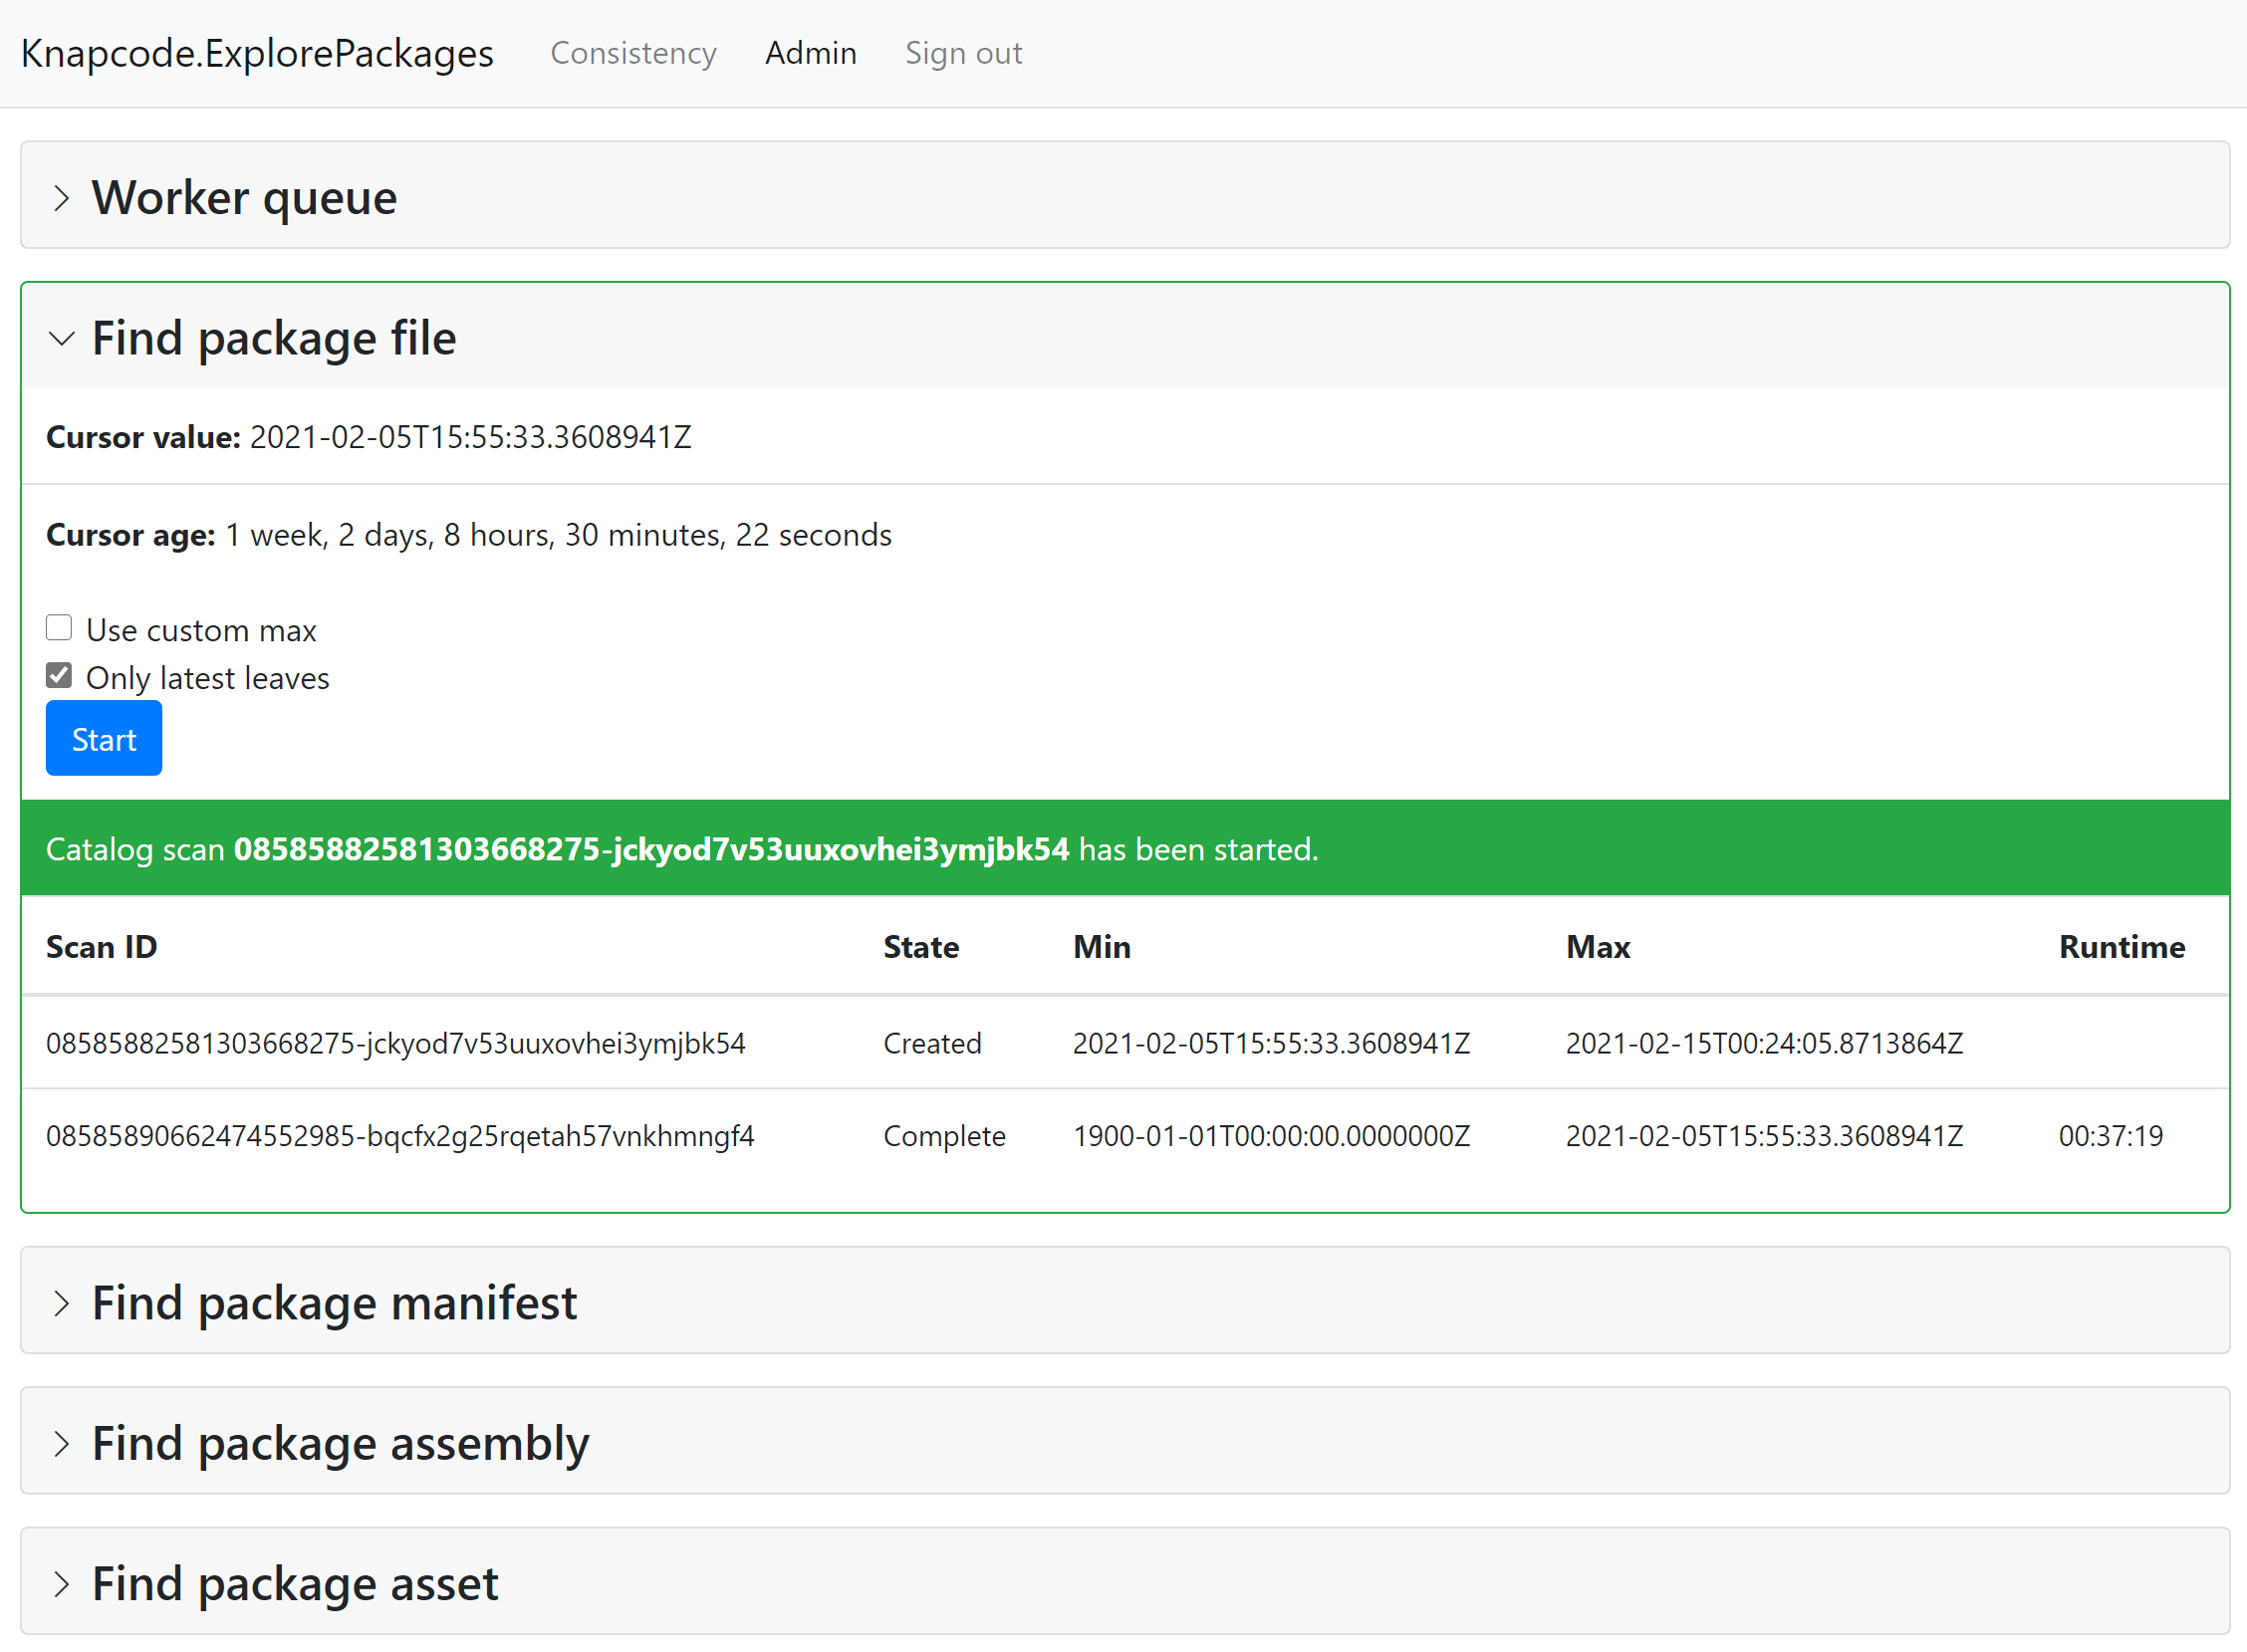 Knapcode.ExplorePackages Consistency Admin Sign out
Worker queue
Find package file
Cursor value: 2021-02-05T15:55:33.3608941Z
Cursor age: 1 week, 2 days, 8 hours, 30 minutes, 22 seconds
Use custom max
Only latest leaves
Start
Catalog scan 08585882581303668275-jckyod7v53uuxovhei3ymjbk54 has been started.
Scan ID State Min Max Runtime
08585882581303668275-jckyod7v53uuxovhei3ymjbk54 Created 2021-02-05T15:55:33.3608941Z 2021-02-15T00:24:05.8713864Z
08585890662474552985-bqcfx2g25rqetah57vnkhmngf4 Complete 1900-01-01T00:00:00.0000000Z 2021-02-05T15:55:33.3608941Z 00:37:19
Find package manifest
Find package assembly
Find package asset